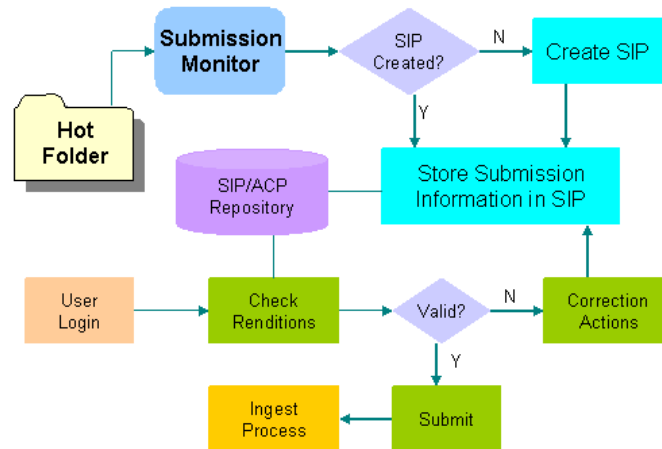 Submission
Monitor
SIP
Created?
N
Create SIP
Y
Hot
Folder
SIP/ACP
Repository
Store Submission
Information in SIP
User
Login
Check
Renditions
Valid?
N
Correction
Actions
Y
Ingest
Process
Submit